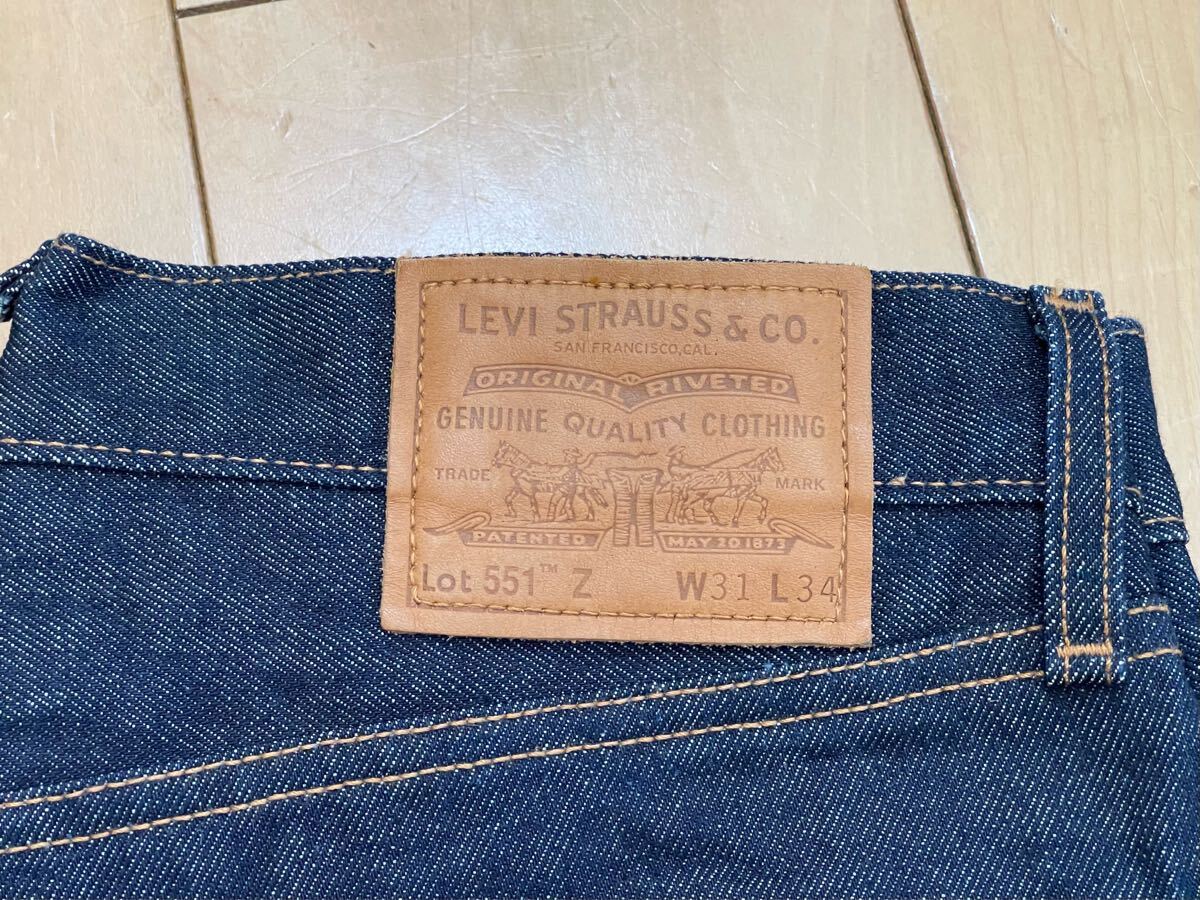 LEVI STRAUSS & CO.
SAN FRANCISCO, CAL.
ORIGINAL RIVETED
GENUINE QUALITY CLOTHING
TRADE MARK
PATENTED MAY 20 1873
Lot 551™ Z W31 L34